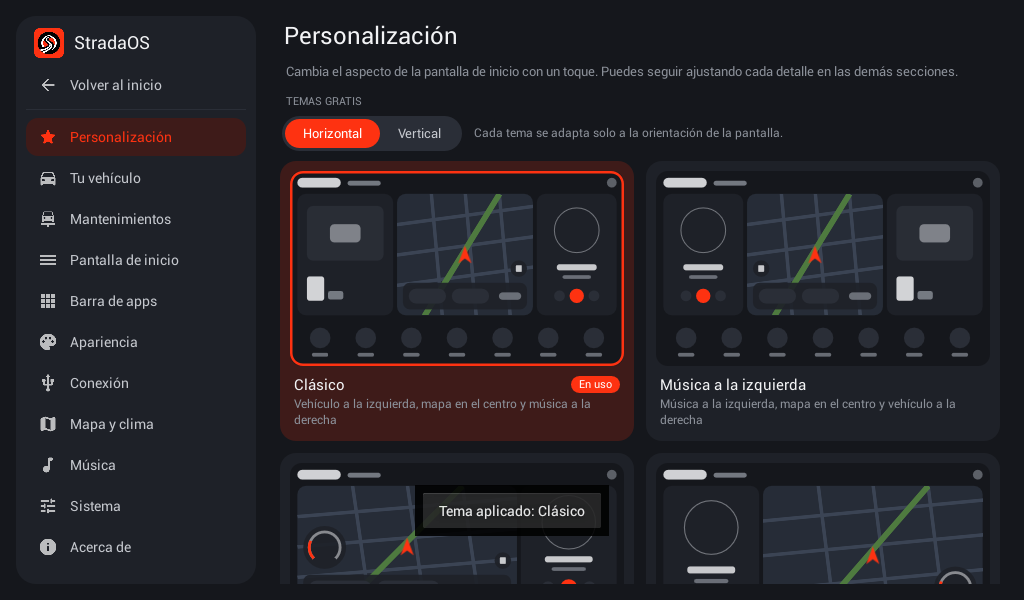 StradaOS
Volver al inicio
Personalización
Tu vehículo
Mantenimientos
Pantalla de inicio
Barra de apps
Apariencia
Conexión
Mapa y clima
Música
Sistema
Acerca de
Personalización
Cambia el aspecto de la pantalla de inicio con un toque. Puedes seguir ajustando cada detalle en las demás secciones.
TEMAS GRATIS
Horizontal
Vertical
Cada tema se adapta solo a la orientación de la pantalla.
Clásico
En uso
Vehículo a la izquierda, mapa en el centro y música a la
derecha
Música a la izquierda
Música a la izquierda, mapa en el centro y vehículo a la
derecha
Tema aplicado: Clásico